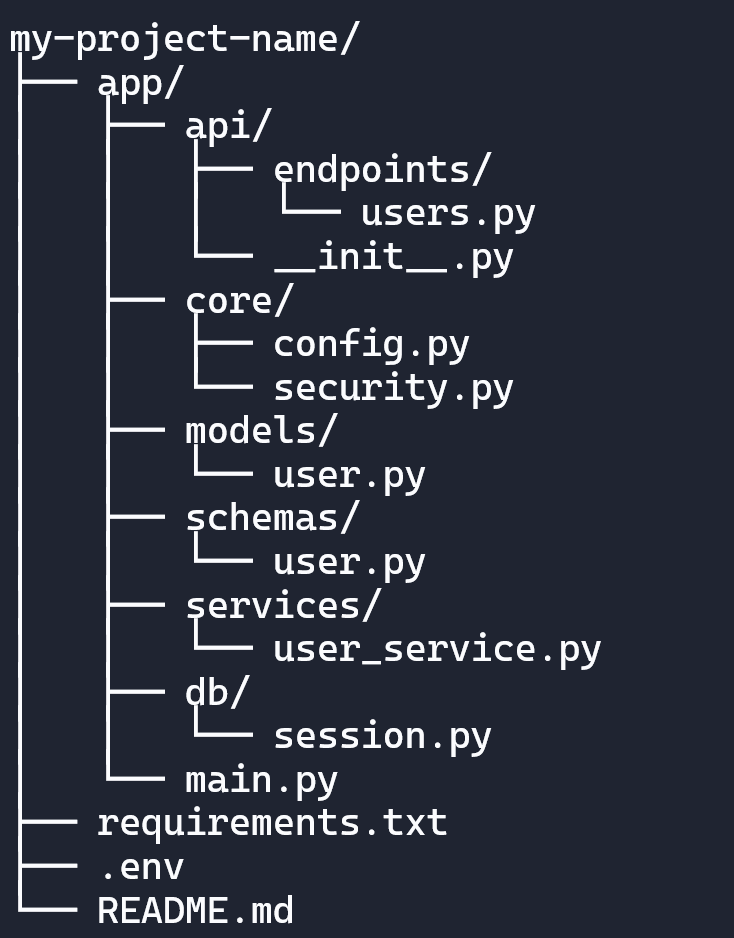 my-project-name/
├── app/
│   ├── api/
│   │   ├── endpoints/
│   │   │   └── users.py
│   │   └── __init__.py
│   ├── core/
│   │   ├── config.py
│   │   └── security.py
│   ├── models/
│   │   └── user.py
│   ├── schemas/
│   │   └── user.py
│   ├── services/
│   │   └── user_service.py
│   ├── db/
│   │   └── session.py
│   └── main.py
├── requirements.txt
├── .env
└── README.md